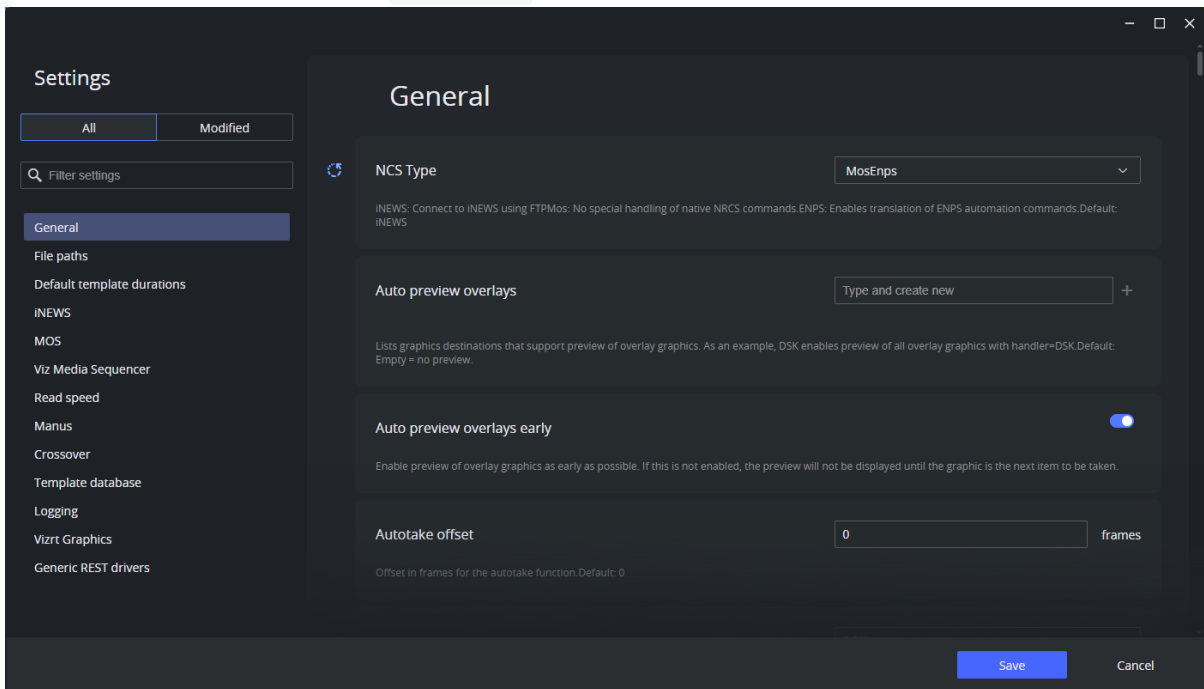 Settings
All
Modified
Filter settings
General
File paths
Default template durations
iNEWS
MOS
Viz Media Sequencer
Read speed
Manus
Crossover
Template database
Logging
Vizrt Graphics
Generic REST drivers
General
NCS Type
MosEnps
iNEWS: Connect to iNEWS using FTPMos: No special handling of native NRCS commands.ENPS: Enables translation of ENPS automation commands.Default:
iNEWS
Auto preview overlays
Type and create new
Lists graphics destinations that support preview of overlay graphics. As an example, DSK enables preview of all overlay graphics with handler=DSK.Default:
Empty = no preview.
Auto preview overlays early
Enable preview of overlay graphics as early as possible. If this is not enabled, the preview will not be displayed until the graphic is the next item to be taken.
Autotake offset
0
frames
Offset in frames for the autotake function.Default: 0
Save
Cancel